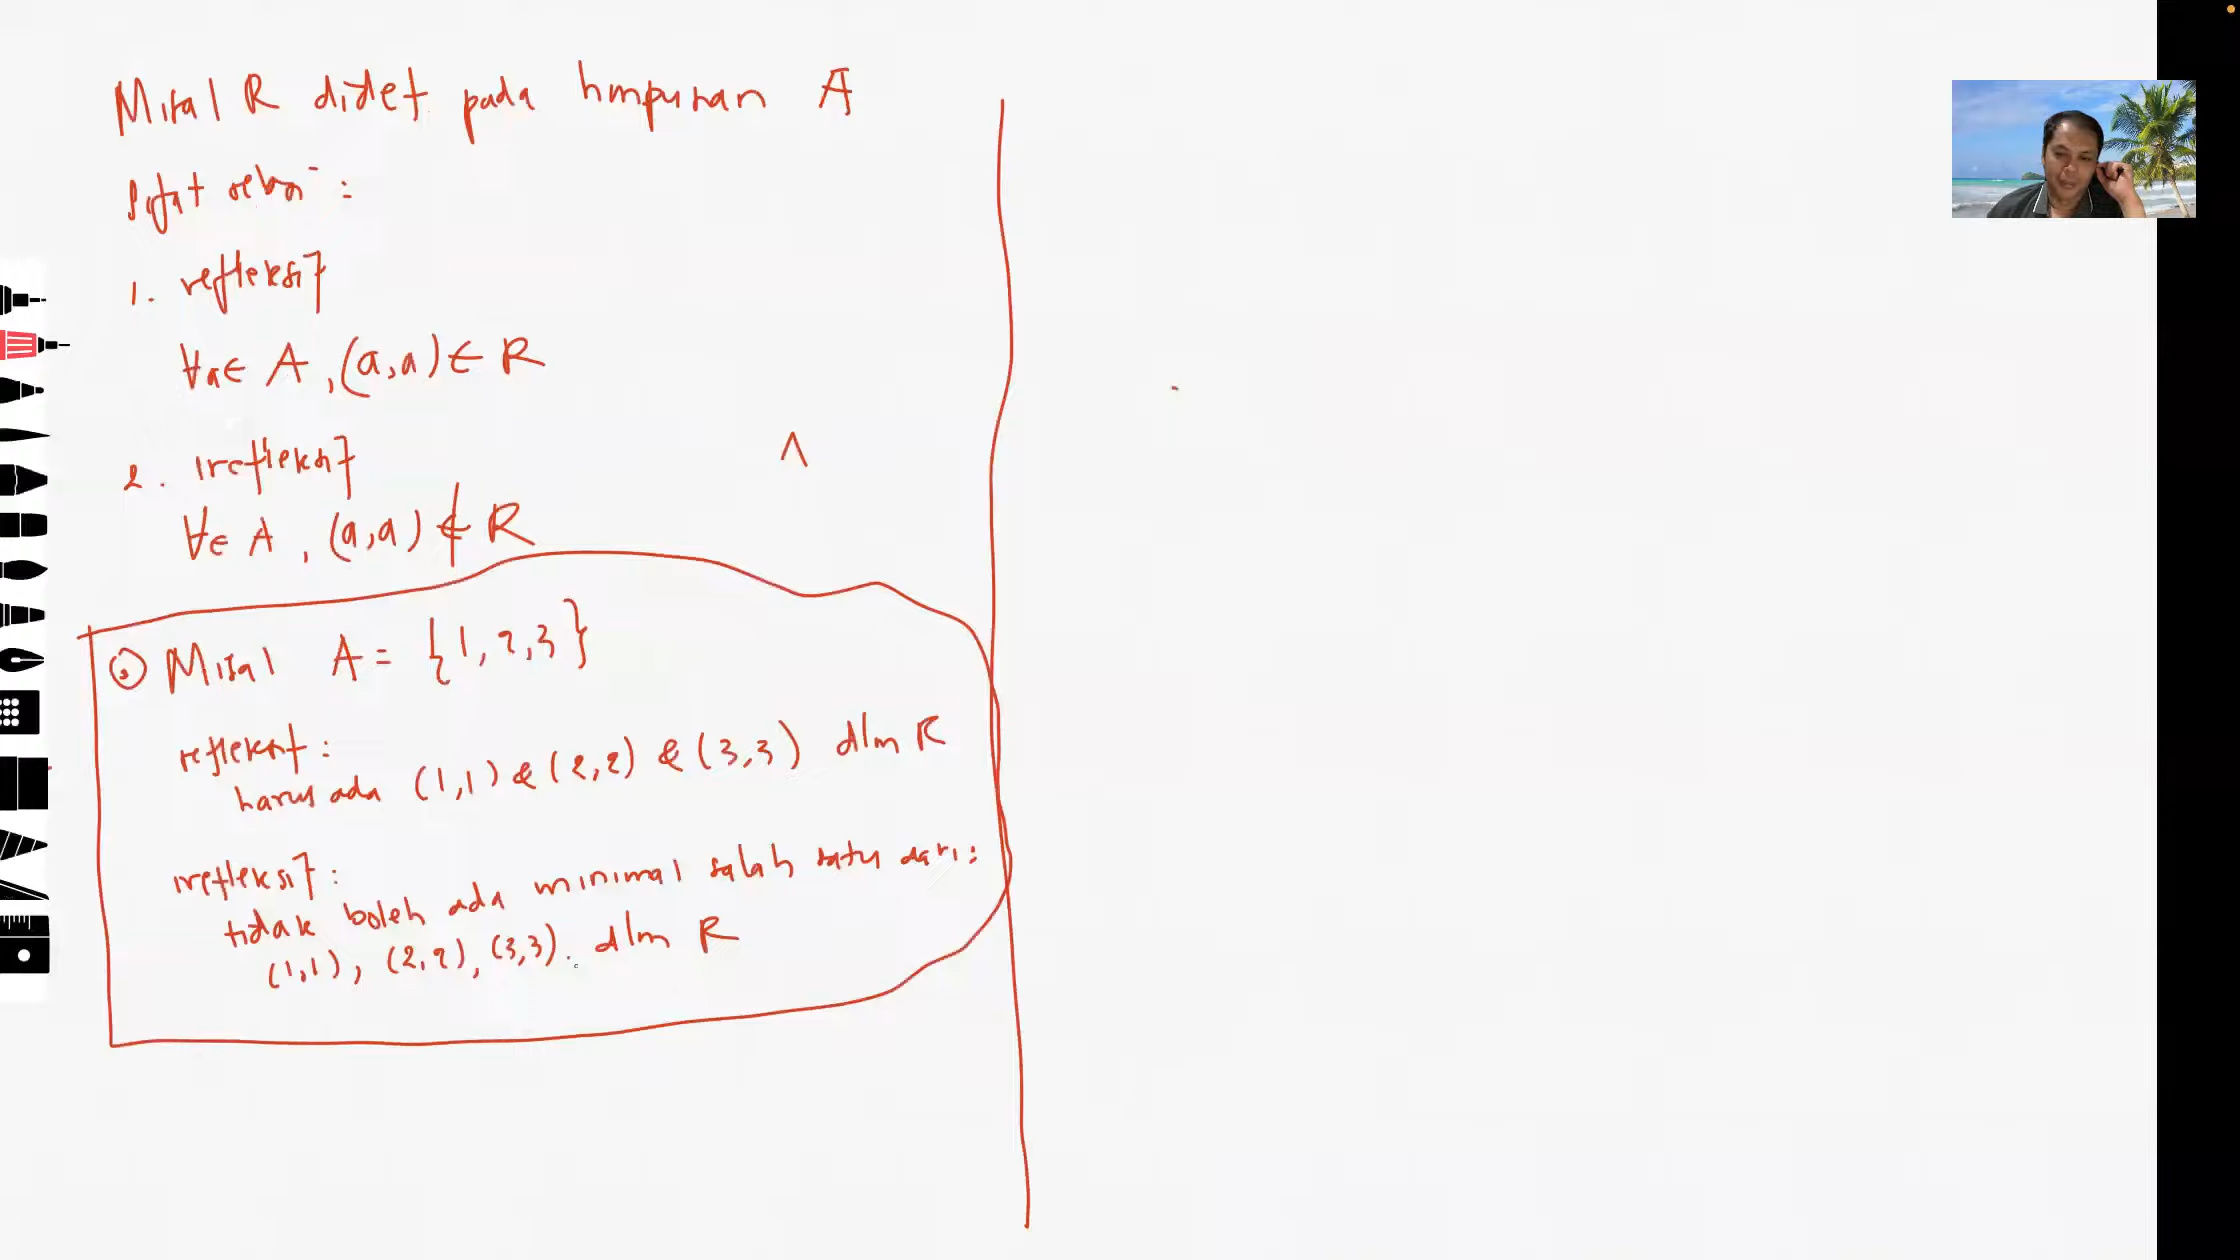 Misal R didef pada himpunan A
Sifat relasi :
1. refleksif
∀a∈ A , (a,a) ∈ R
2. irefleksif
∀∈ A , (a,a) ∉ R
Misal A = {1, 2, 3}
refleksif :
harus ada (1,1) & (2,2) & (3,3) dlm R
irefleksif :
tidak boleh ada minimal salah satu dari :
(1,1), (2,2), (3,3). dlm R